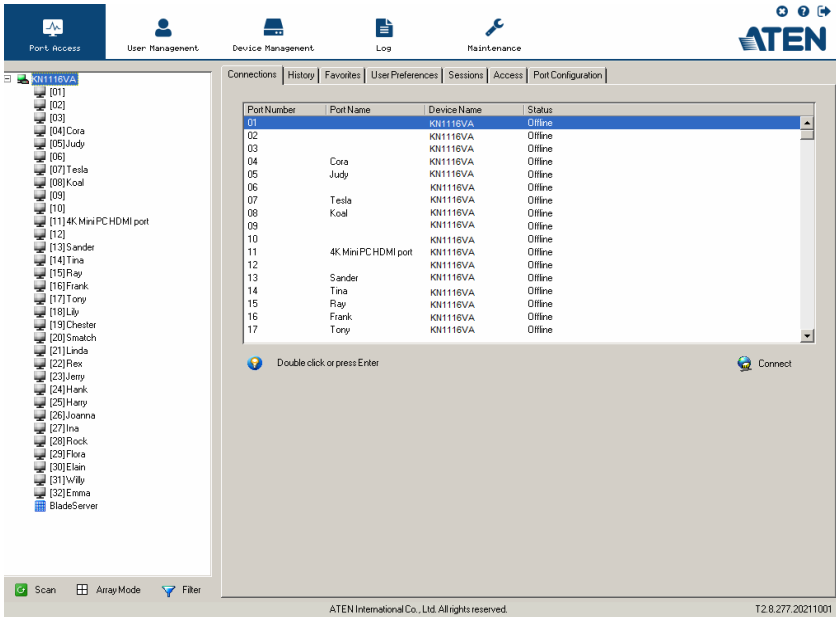 Port Access User Management Device Management Log Maintenance
ATEN
KN1116VA
[01]
[02]
[03]
[04]Cora
[05]Judy
[06]
[07]Tesla
[08]Koal
[09]
[10]
[11]4K Mini PC HDMI port
[12]
[13]Sander
[14]Tina
[15]Ray
[16]Frank
[17]Tony
[18]Lily
[19]Chester
[20]Smatch
[21]Linda
[22]Rex
[23]Jerry
[24]Hank
[25]Harry
[26]Joanna
[27]Ina
[28]Rock
[29]Flora
[30]Elain
[31]Willy
[32]Emma
BladeServer
Scan Array Mode Filter
Connections History Favorites User Preferences Sessions Access Port Configuration
Port Number Port Name Device Name Status
01 KN1116VA Offline
02 KN1116VA Offline
03 KN1116VA Offline
04 Cora KN1116VA Offline
05 Judy KN1116VA Offline
06 KN1116VA Offline
07 Tesla KN1116VA Offline
08 Koal KN1116VA Offline
09 KN1116VA Offline
10 KN1116VA Offline
11 4K Mini PC HDMI port KN1116VA Offline
12 KN1116VA Offline
13 Sander KN1116VA Offline
14 Tina KN1116VA Offline
15 Ray KN1116VA Offline
16 Frank KN1116VA Offline
17 Tony KN1116VA Offline
Double click or press Enter Connect
ATEN International Co., Ltd. All rights reserved. T2.8.277.20211001